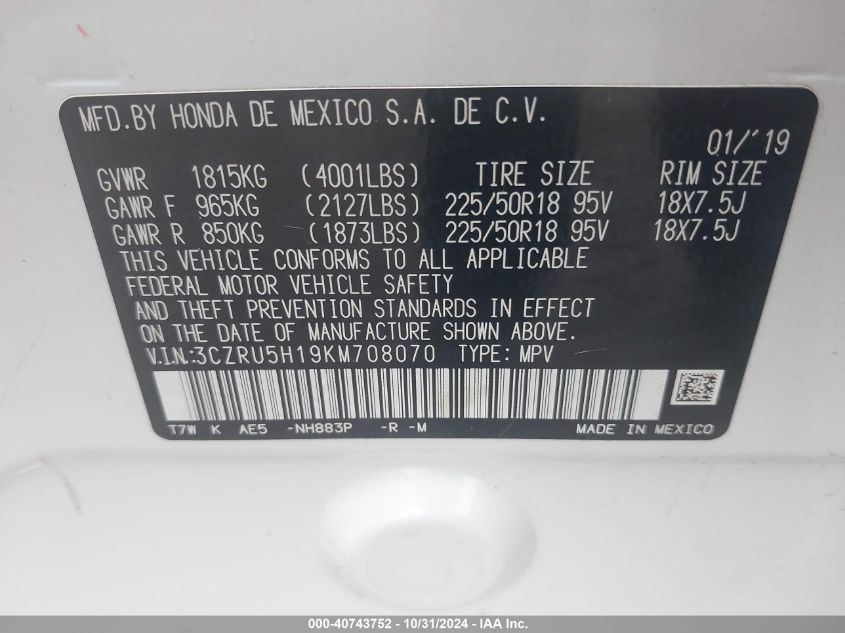 MFD.BY HONDA DE MEXICO S.A. DE C.V.
01/'19
GVWR 1815KG (4001LBS) TIRE SIZE RIM SIZE
GAWR F 965KG (2127LBS) 225/50R18 95V 18X7.5J
GAWR R 850KG (1873LBS) 225/50R18 95V 18X7.5J
THIS VEHICLE CONFORMS TO ALL APPLICABLE
FEDERAL MOTOR VEHICLE SAFETY
AND THEFT PREVENTION STANDARDS IN EFFECT
ON THE DATE OF MANUFACTURE SHOWN ABOVE.
V.I.N.:3CZRU5H19KM708070 TYPE: MPV
T7W K AE5 -NH883P -R -M MADE IN MEXICO
000-40743752 - 10/31/2024 - IAA, Inc.